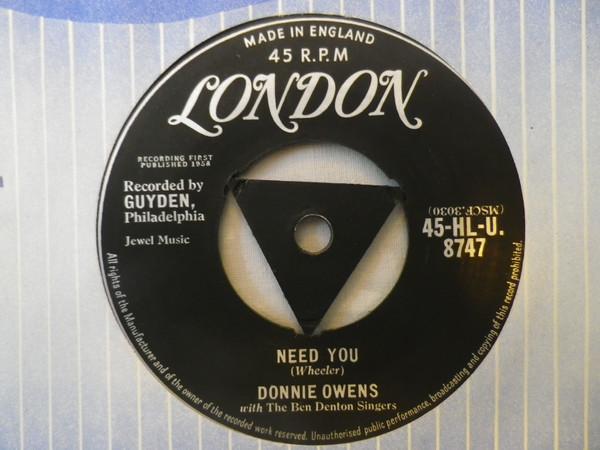 MADE IN ENGLAND
45 R.P.M
LONDON
RECORDING FIRST
PUBLISHED 1958
Recorded by
GUYDEN,
Philadelphia
Jewel Music
(MSCF.3030)
45-HL-U.
8747
NEED YOU
(Wheeler)
DONNIE OWENS
with The Ben Denton Singers
All rights of the Manufacturer and of the owner of the recorded work reserved. Unauthorised public performance, broadcasting and copying of this record prohibited.